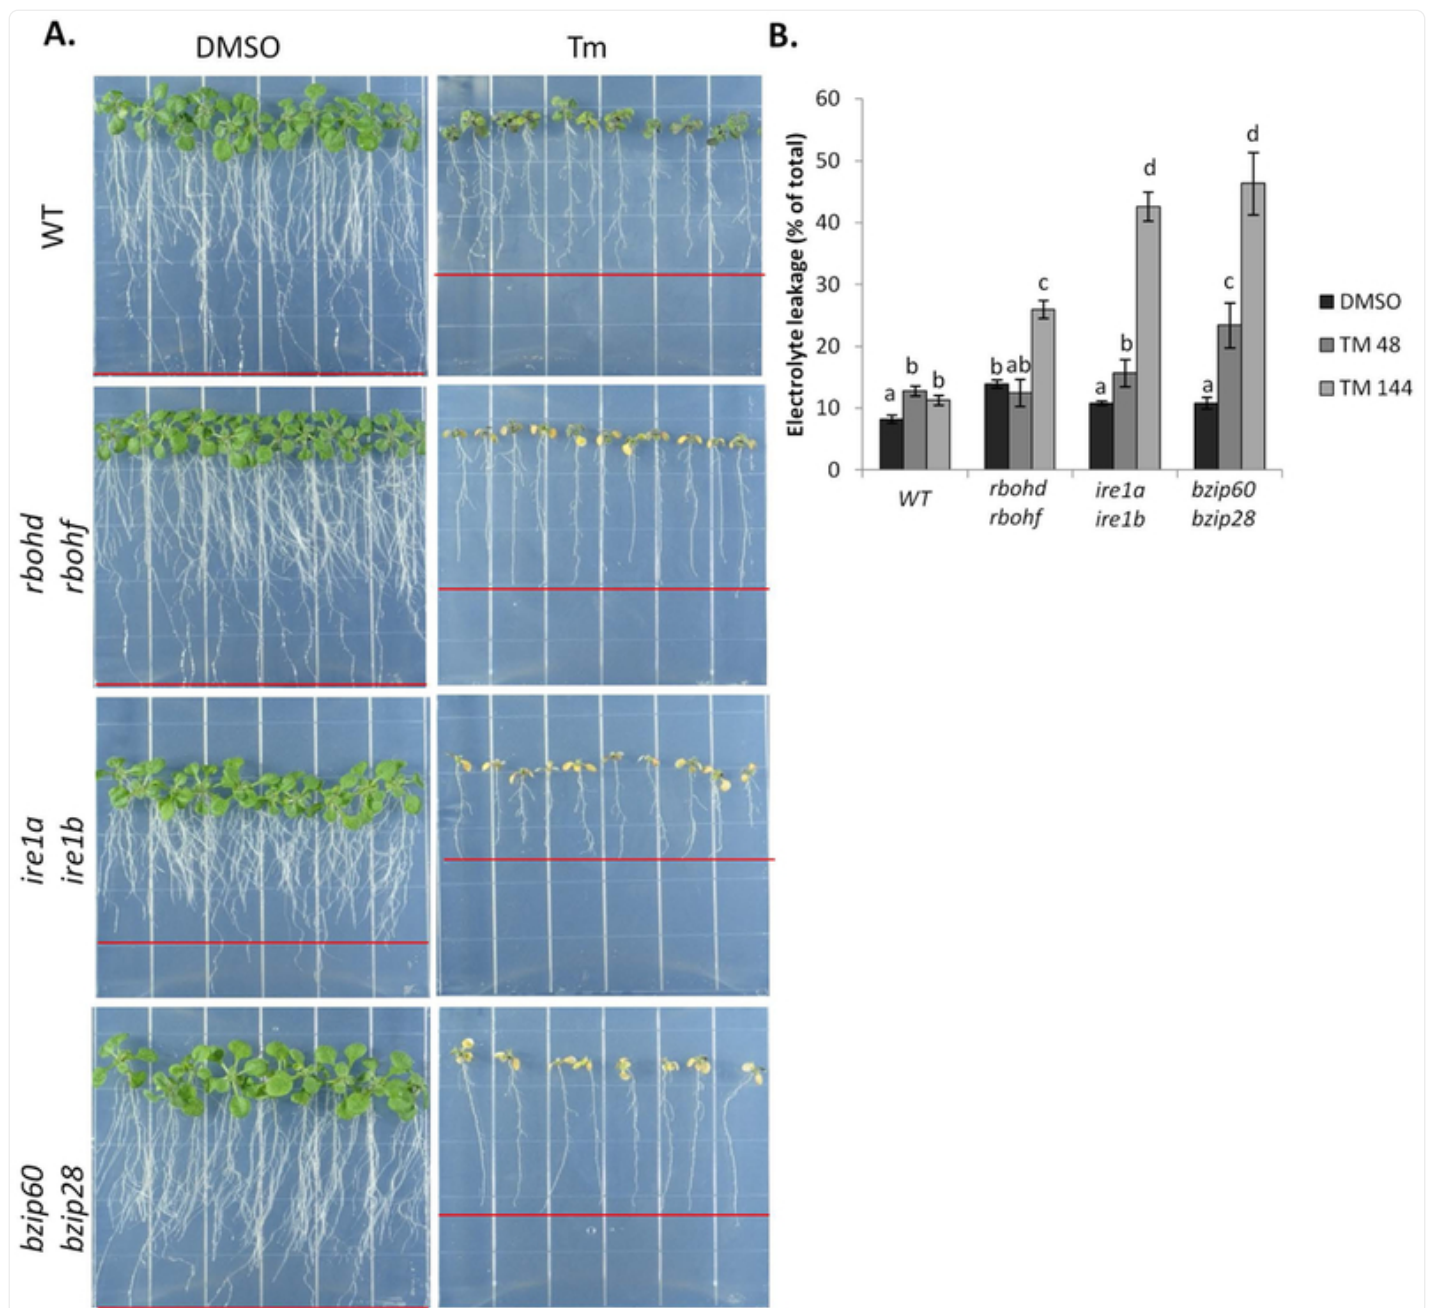 A.
DMSO
Tm
WT
rbohd
rbohf
ire1a
ire1b
bzip60
bzip28
B.
Electrolyte leakage (% of total)
60
50
40
30
20
10
0
a
b
b
b
ab
c
a
b
d
a
c
d
WT
rbohd
rbohf
ire1a
ire1b
bzip60
bzip28
DMSO
TM 48
TM 144